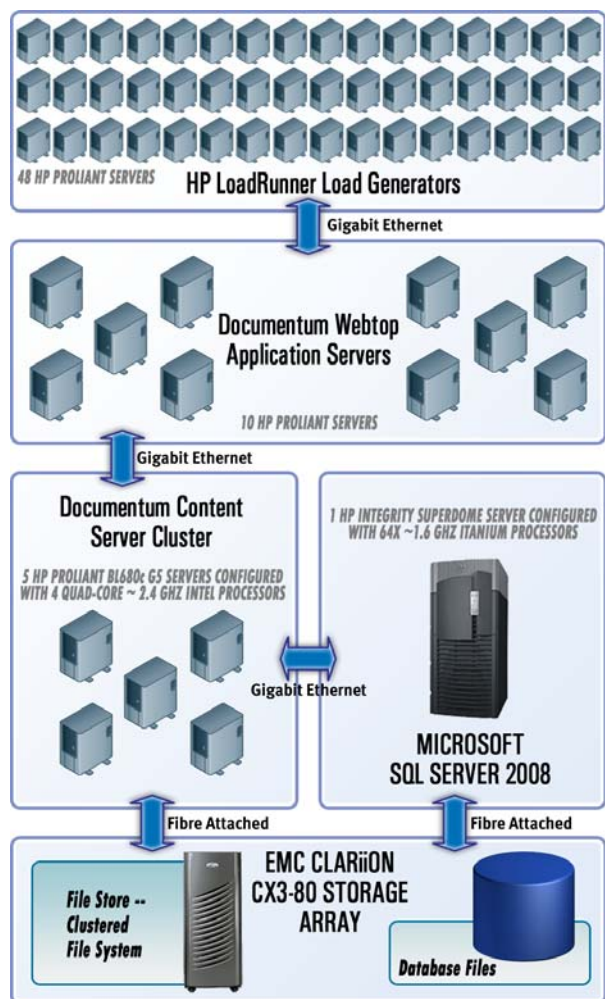 48 HP PROLIANT SERVERS
HP LoadRunner Load Generators
Gigabit Ethernet
Documentum Webtop
Application Servers
10 HP PROLIANT SERVERS
Gigabit Ethernet
Documentum Content
Server Cluster
5 HP PROLIANT BL680c G5 SERVERS CONFIGURED
WITH 4 QUAD-CORE ~ 2.4 GHZ INTEL PROCESSORS
1 HP INTEGRITY SUPERDOME SERVER CONFIGURED
WITH 64X ~1.6 GHZ ITANIUM PROCESSORS
Gigabit Ethernet
MICROSOFT
SQL SERVER 2008
Fibre Attached
Fibre Attached
EMC CLARiiON
CX3-80 STORAGE
ARRAY
File Store --
Clustered
File System
Database Files